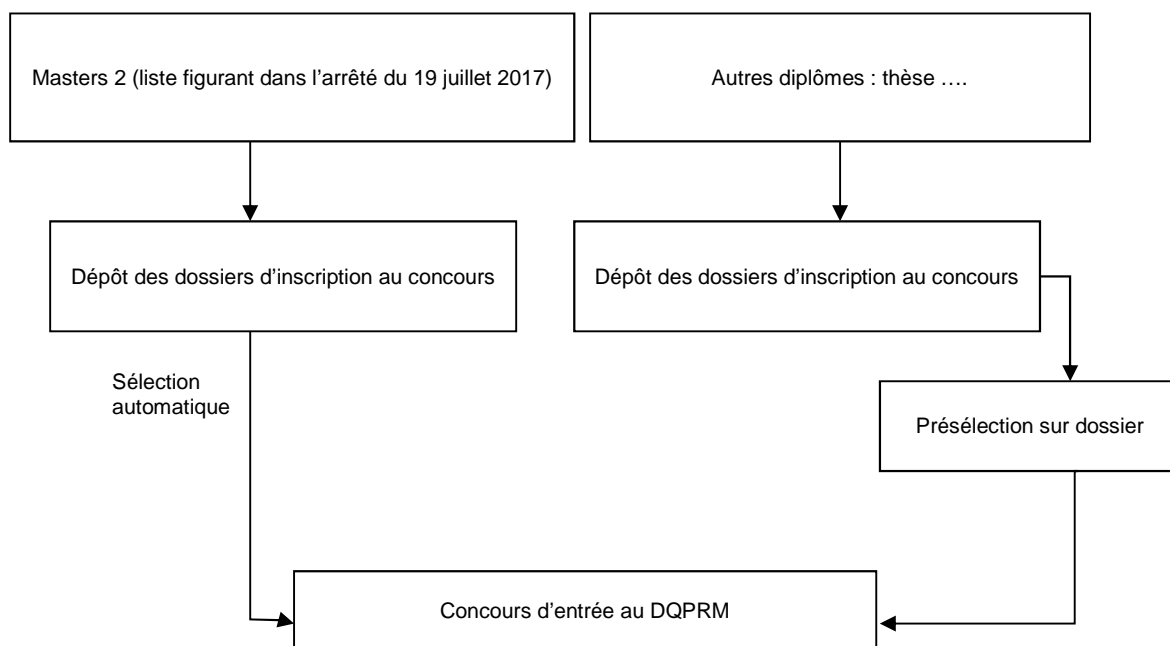 Masters 2 (liste figurant dans l’arrêté du 19 juillet 2017)
Autres diplômes : thèse ….
Dépôt des dossiers d’inscription au concours
Dépôt des dossiers d’inscription au concours
Sélection
automatique
Présélection sur dossier
Concours d’entrée au DQPRM